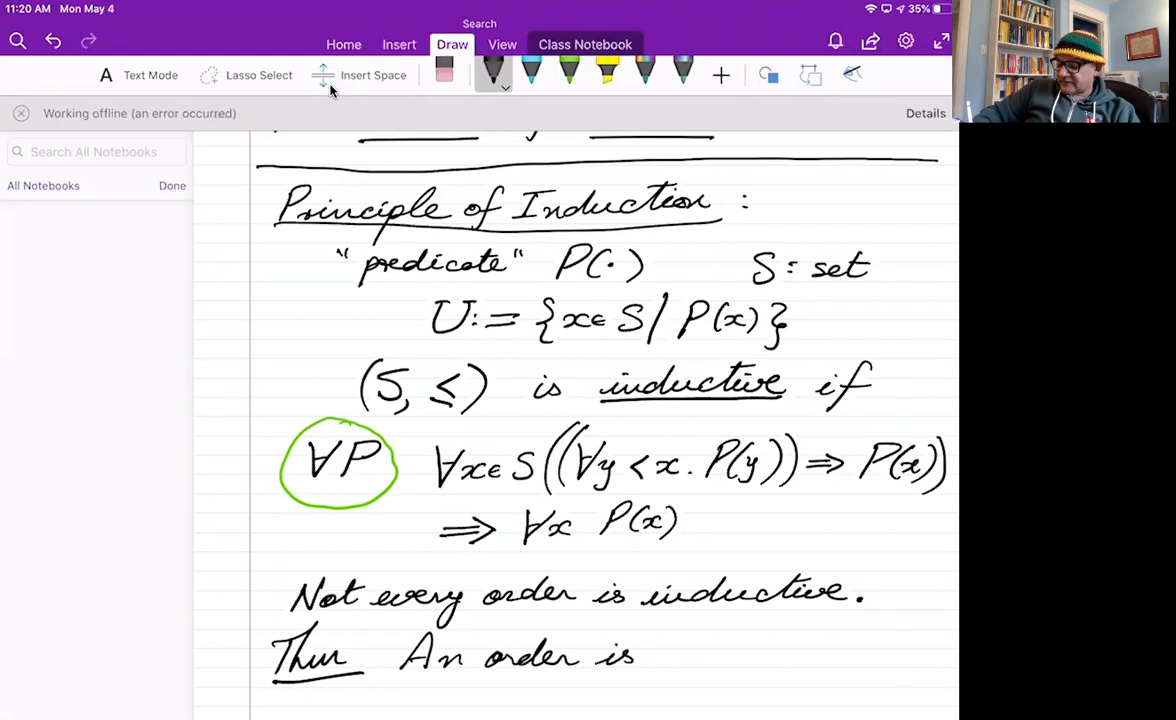 11:20 AM Mon May 4
35%
Search
Home Insert Draw View Class Notebook
Text Mode Lasso Select Insert Space
Working offline (an error occurred) Details
Search All Notebooks
All Notebooks Done
Principle of Induction :
"predicate" P(·) S = set
U := {x∈S | P(x)}
(S, ≤) is inductive if
∀P ∀x∈S((∀y<x. P(y)) ⇒ P(x))
⇒ ∀x P(x)
Not every order is inductive.
Thm An order is